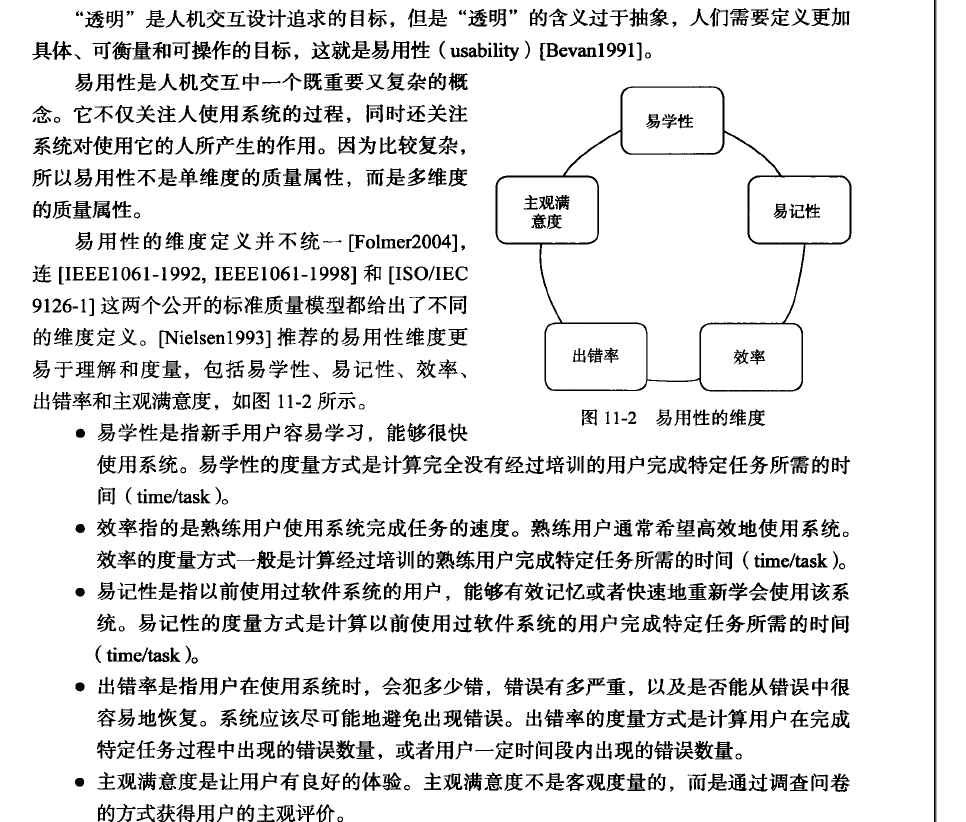 “透明”是人机交互设计追求的目标，但是“透明”的含义过于抽象，人们需要定义更加
具体、可衡量和可操作的目标，这就是易用性（usability）[Bevan1991]。
易用性是人机交互中一个既重要又复杂的概
念。它不仅关注人使用系统的过程，同时还关注
系统对使用它的人所产生的作用。因为比较复杂，
所以易用性不是单维度的质量属性，而是多维度
的质量属性。
易用性的维度定义并不统一 [Folmer2004]，
连 [IEEE1061-1992, IEEE1061-1998] 和 [ISO/IEC
9126-1] 这两个公开的标准质量模型都给出了不同
的维度定义。[Nielsen1993] 推荐的易用性维度更
易于理解和度量，包括易学性、易记性、效率、
出错率和主观满意度，如图 11-2 所示。
易学性
主观满
意度
易记性
出错率
效率
图 11-2 易用性的维度
● 易学性是指新手用户容易学习，能够很快
使用系统。易学性的度量方式是计算完全没有经过培训的用户完成特定任务所需的时
间（time/task）。
● 效率指的是熟练用户使用系统完成任务的速度。熟练用户通常希望高效地使用系统。
效率的度量方式一般是计算经过培训的熟练用户完成特定任务所需的时间（time/task）。
● 易记性是指以前使用过软件系统的用户，能够有效记忆或者快速地重新学会使用该系
统。易记性的度量方式是计算以前使用过软件系统的用户完成特定任务所需的时间
（time/task）。
● 出错率是指用户在使用系统时，会犯多少错，错误有多严重，以及是否能从错误中很
容易地恢复。系统应该尽可能地避免出现错误。出错率的度量方式是计算用户在完成
特定任务过程中出现的错误数量，或者用户一定时间段内出现的错误数量。
● 主观满意度是让用户有良好的体验。主观满意度不是客观度量的，而是通过调查问卷
的方式获得用户的主观评价。